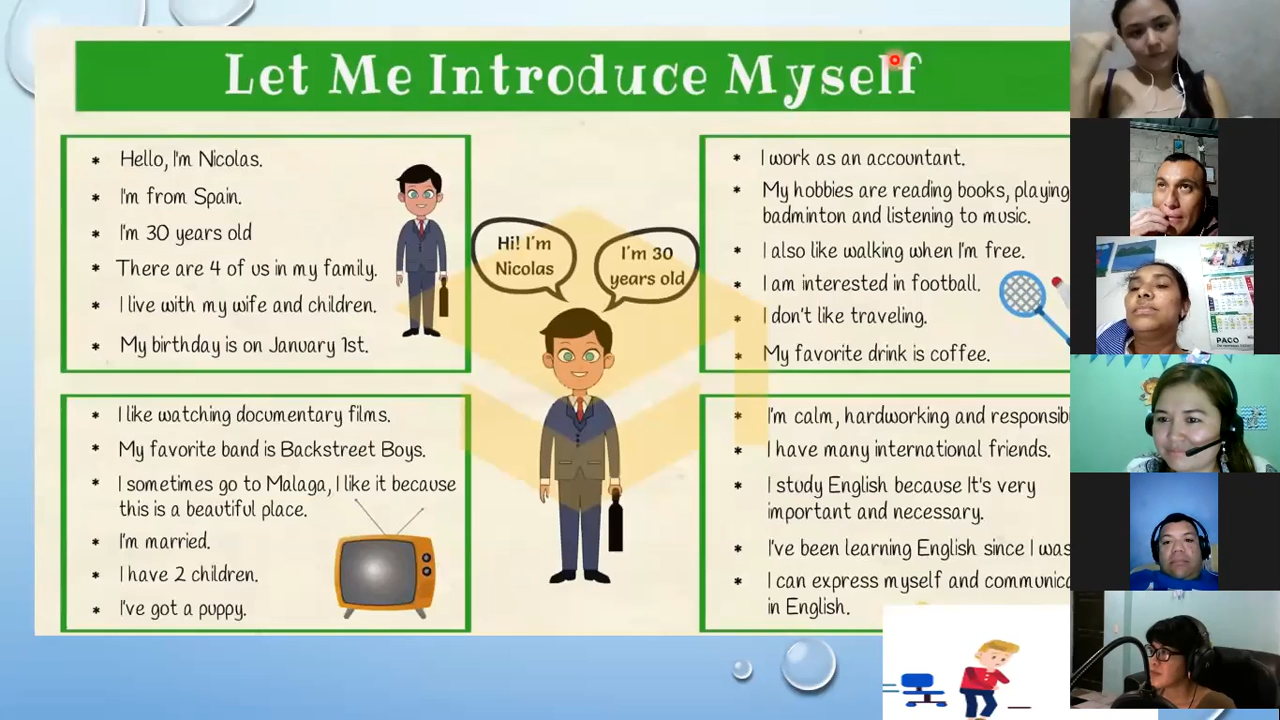 Let Me Introduce Myself
* Hello, I'm Nicolas.
* I'm from Spain.
* I'm 30 years old
* There are 4 of us in my family.
* I live with my wife and children.
* My birthday is on January 1st.
Hi! I'm
Nicolas
I'm 30
years old
* I work as an accountant.
* My hobbies are reading books, playing
badminton and listening to music.
* I also like walking when I'm free.
* I am interested in football.
* I don't like traveling.
* My favorite drink is coffee.
* I like watching documentary films.
* My favorite band is Backstreet Boys.
* I sometimes go to Malaga, I like it because
this is a beautiful place.
* I'm married.
* I have 2 children.
* I've got a puppy.
* I'm calm, hardworking and responsibl
* I have many international friends.
* I study English because It's very
important and necessary.
* I've been learning English since I was
* I can express myself and communica
in English.
PACO